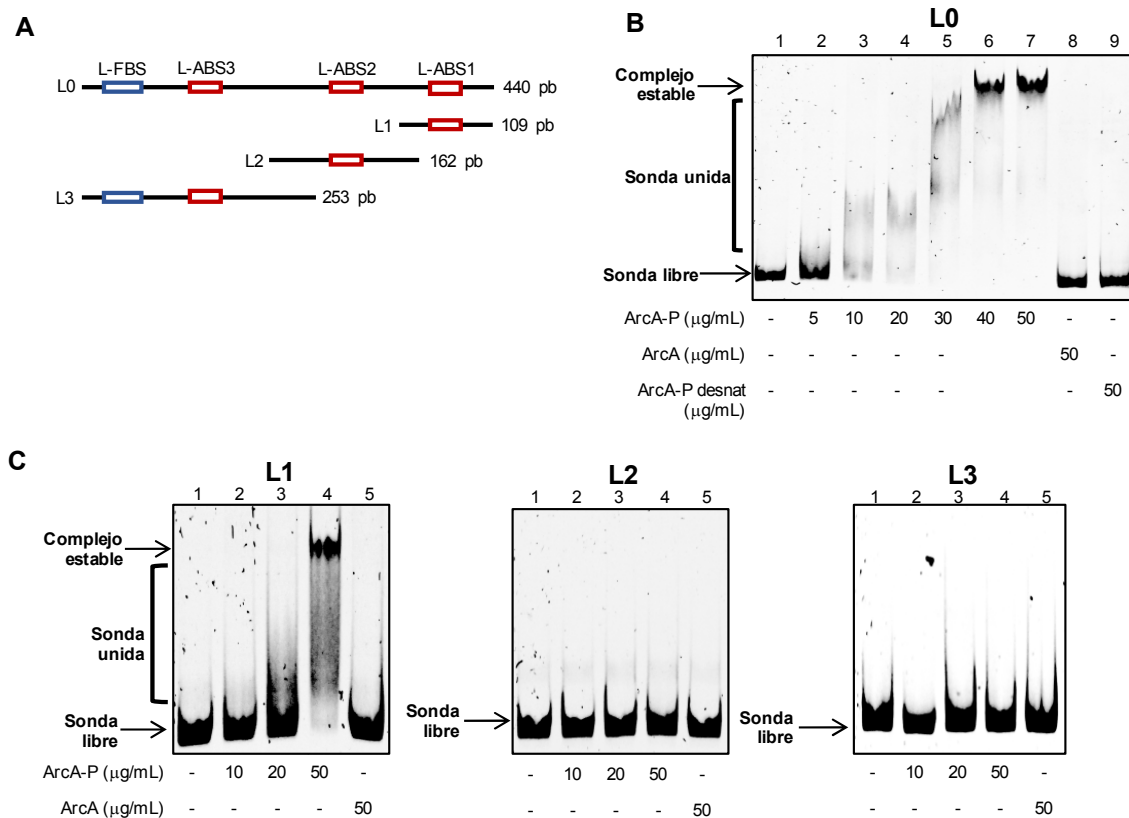 A
L-FBS L-ABS3 L-ABS2 L-ABS1
L0 440 pb
L1 109 pb
L2 162 pb
L3 253 pb
B
L0
1 2 3 4 5 6 7 8 9
Complejo
estable
Sonda unida
Sonda libre
ArcA-P (μg/mL) - 5 10 20 30 40 50 - -
ArcA (μg/mL) - - - - - 50 -
ArcA-P desnat - - - - - - 50
(μg/mL)
C
L1
1 2 3 4 5
Complejo
estable
Sonda
unida
Sonda
libre
ArcA-P (μg/mL) - 10 20 50 -
ArcA (μg/mL) - - - - 50
L2
1 2 3 4 5
Sonda
libre
- 10 20 50 -
- - - - 50
L3
1 2 3 4 5
Sonda
libre
- 10 20 50 -
- - - - 50